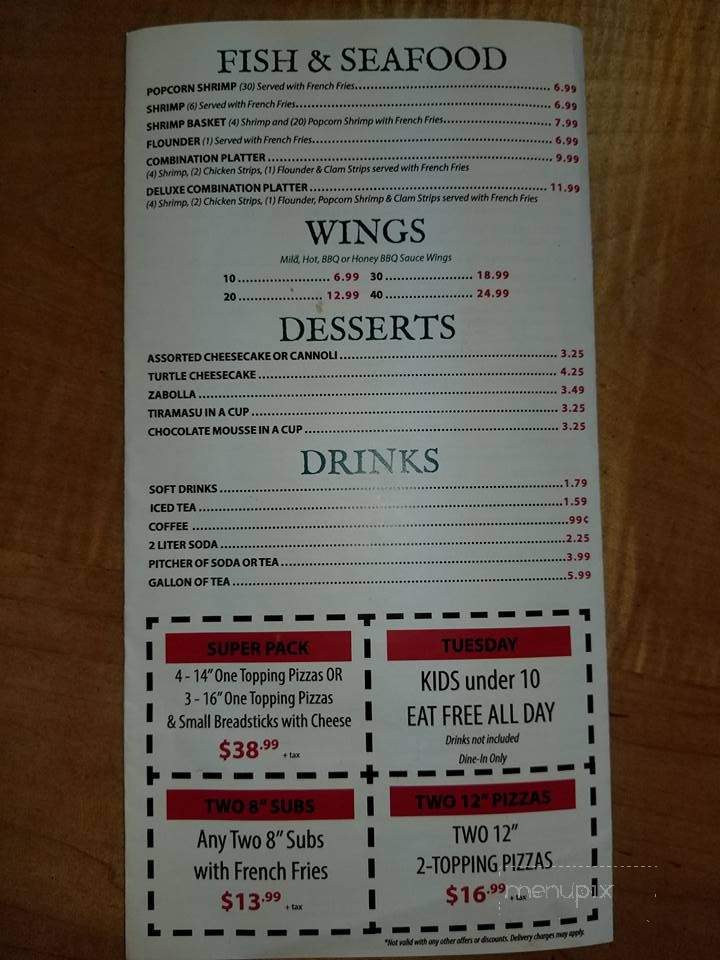 FISH & SEAFOOD
POPCORN SHRIMP (30) Served with French Fries.......... 6.99
SHRIMP (6) Served with French Fries.......... 6.99
SHRIMP BASKET (4) Shrimp and (20) Popcorn Shrimp with French Fries.......... 7.99
FLOUNDER (1) Served with French Fries.......... 6.99
COMBINATION PLATTER .......... 9.99
(4) Shrimp, (2) Chicken Strips, (1) Flounder & Clam Strips served with French Fries
DELUXE COMBINATION PLATTER .......... 11.99
(4) Shrimp, (2) Chicken Strips, (1) Flounder, Popcorn Shrimp & Clam Strips served with French Fries
WINGS
Mild, Hot, BBQ or Honey BBQ Sauce Wings
10 .......... 6.99 30 .......... 18.99
20 .......... 12.99 40 .......... 24.99
DESSERTS
ASSORTED CHEESECAKE OR CANNOLI .......... 3.25
TURTLE CHEESECAKE .......... 4.25
ZABOLLA .......... 3.49
TIRAMASU IN A CUP .......... 3.25
CHOCOLATE MOUSSE IN A CUP .......... 3.25
DRINKS
SOFT DRINKS .......... 1.79
ICED TEA .......... 1.59
COFFEE .......... 99¢
2 LITER SODA .......... 2.25
PITCHER OF SODA OR TEA .......... 3.99
GALLON OF TEA .......... 5.99
SUPER PACK
4 - 14" One Topping Pizzas OR
3 - 16" One Topping Pizzas
& Small Breadsticks with Cheese
$38.99 + tax
TUESDAY
KIDS under 10
EAT FREE ALL DAY
Drinks not included
Dine-In Only
TWO 8" SUBS
Any Two 8" Subs
with French Fries
$13.99 + tax
TWO 12" PIZZAS
TWO 12"
2-TOPPING PIZZAS
$16.99 + tax
menupix
*Not valid with any other offers or discounts. Delivery charges may apply.